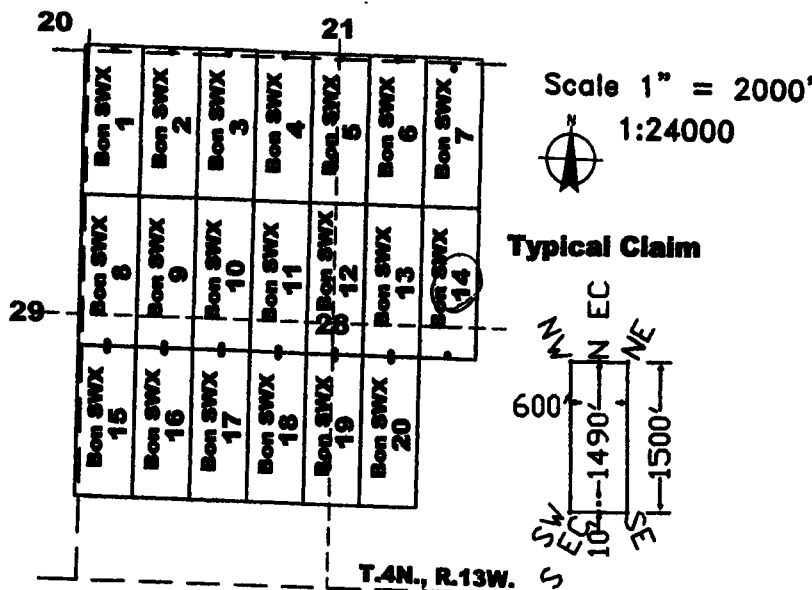 20
21
Scale 1" = 2000'
1:24000
N
Bon SWX 1
Bon SWX 2
Bon SWX 3
Bon SWX 4
Bon SWX 5
Bon SWX 6
Bon SWX 7
Bon SWX 8
Bon SWX 9
Bon SWX 10
Bon SWX 11
Bon SWX 12
Bon SWX 13
Bon SWX 14
29
28
Bon SWX 15
Bon SWX 16
Bon SWX 17
Bon SWX 18
Bon SWX 19
Bon SWX 20
Typical Claim
N EC
NW
NE
600'
1490'
1500'
10'
SW
SE
S EC
T.4N., R.13W.